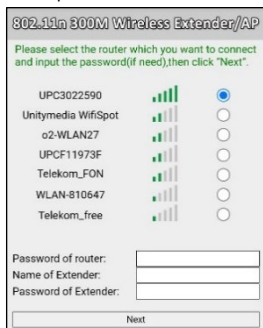 802.11n 300M Wireless Extender/AP
Please select the router which you want to connect
and input the password(if need),then click "Next".
UPC3022590
Unitymedia WifiSpot
o2-WLAN27
UPCF11973F
Telekom_FON
WLAN-810647
Telekom_free
Password of router:
Name of Extender:
Password of Extender:
Next